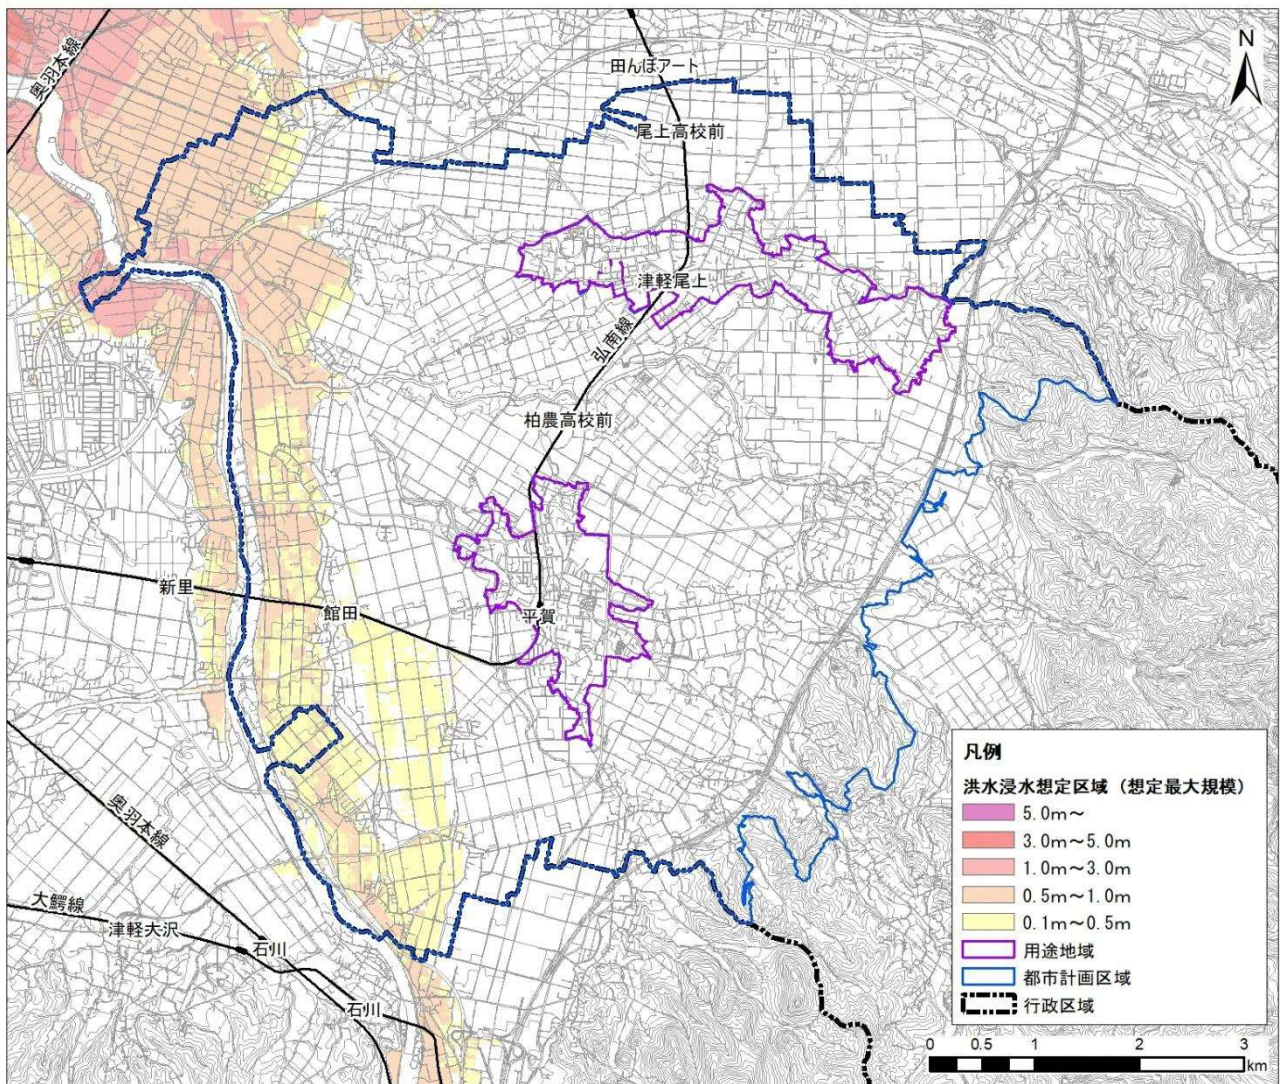 奥羽本線
N
田んぼアート
尾上高校前
津軽尾上
弘南線
柏農高校前
新里
館田
平賀
奥羽本線
大鰐線
津軽大沢
石川
石川
凡例
洪水浸水想定区域（想定最大規模）
5.0m～
3.0m～5.0m
1.0m～3.0m
0.5m～1.0m
0.1m～0.5m
用途地域
都市計画区域
行政区域
0 0.5 1 2 3
km